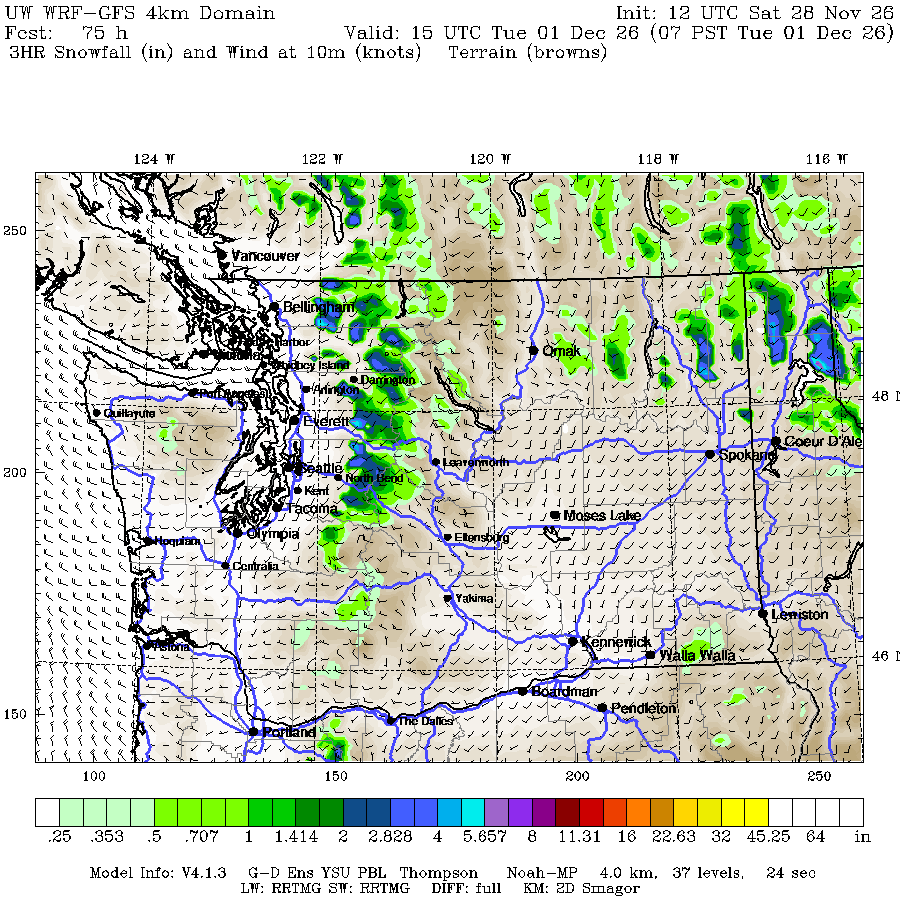 UW WRF-GFS 4km Domain Init: 12 UTC Sat 28 Nov 26
Fcst: 75 h Valid: 15 UTC Tue 01 Dec 26 (07 PST Tue 01 Dec 26)
3HR Snowfall (in) and Wind at 10m (knots) Terrain (browns)
124 W 122 W 120 W 118 W 116 W
250
Vancouver
Bellingham
Harbor
Omak
Whidbey Island
Darrington
Port Angeles
Arlington
48 N
Quillayute
Everett
Coeur D'Ale
Spokane
Leavenworth
200
Seattle
North Bend
Kent
Tacoma
Moses Lake
Olympia
Ellensburg
Hoquiam
Centralia
Yakima
Lewiston
Kennewick
Astoria
Walla Walla
46 N
Boardman
Pendleton
150
The Dalles
Portland
100 150 200 250
.25 .353 .5 .707 1 1.414 2 2.828 4 5.657 8 11.31 16 22.63 32 45.25 64 in
Model Info: V4.1.3 G-D Ens YSU PBL Thompson Noah-MP 4.0 km, 37 levels, 24 sec
LW: RRTMG SW: RRTMG DIFF: full KM: 2D Smagor